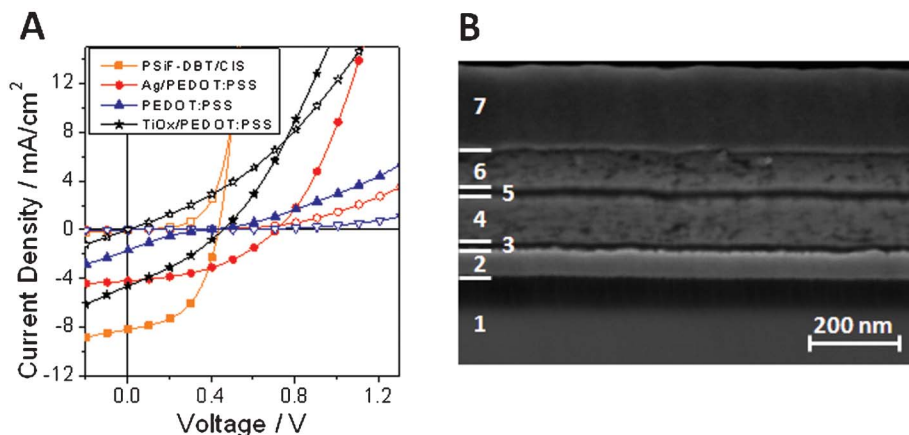 A
PSiF-DBT/CIS
Ag/PEDOT:PSS
PEDOT:PSS
TiOx/PEDOT:PSS
12
8
4
0
-4
-8
-12
Current Density / mA/cm²
0.0 0.4 0.8 1.2
Voltage / V
B
7
6
5
4
3
2
1
200 nm